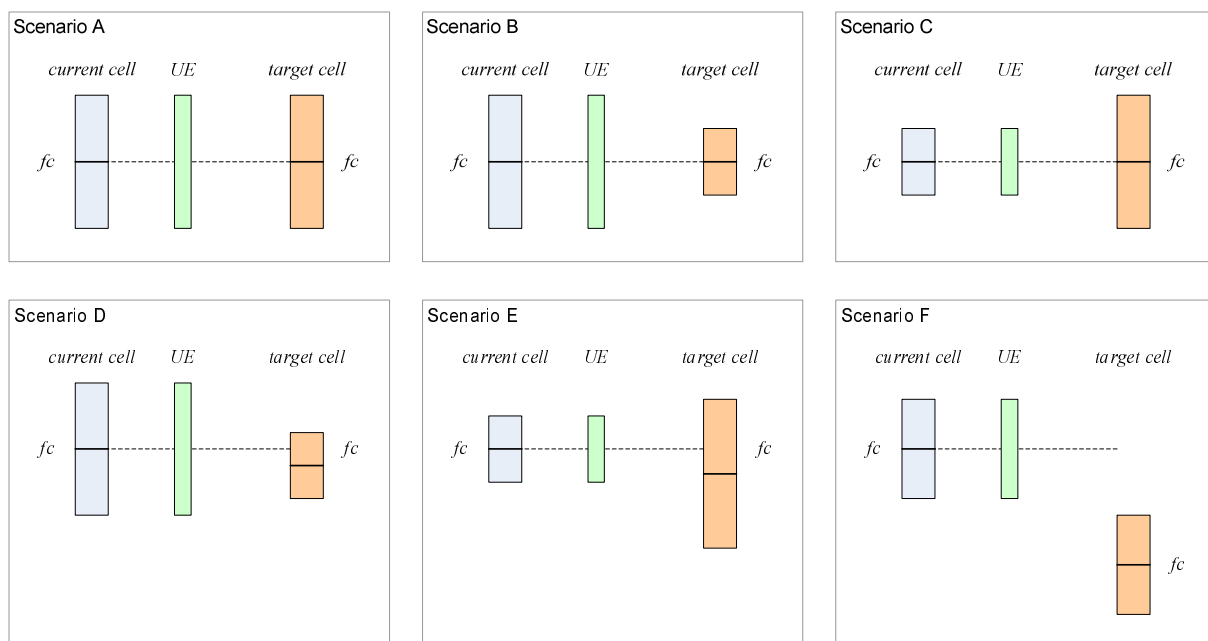 Scenario A
current cell UE target cell
fc fc
Scenario B
current cell UE target cell
fc fc
Scenario C
current cell UE target cell
fc fc
Scenario D
current cell UE target cell
fc fc
Scenario E
current cell UE target cell
fc fc
Scenario F
current cell UE target cell
fc
fc